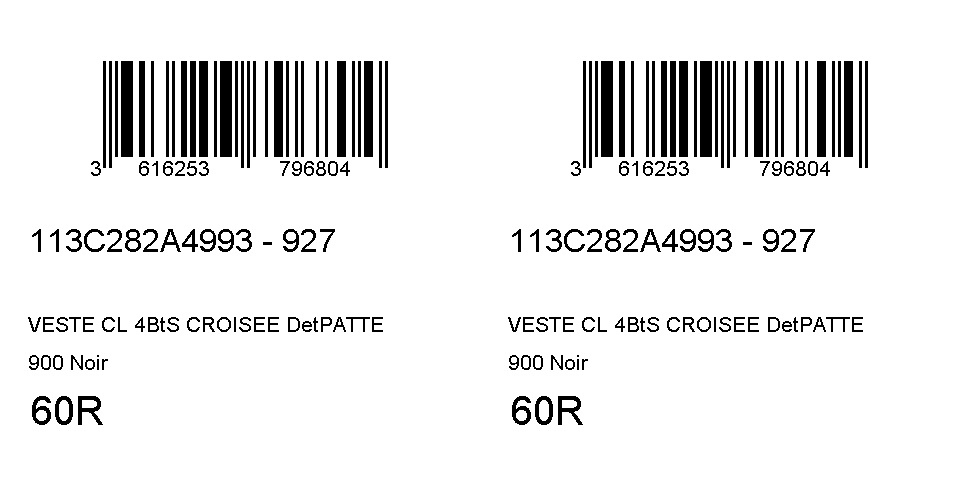 3 616253 796804
113C282A4993 - 927
VESTE CL 4BtS CROISEE DetPATTE
900 Noir
60R
3 616253 796804
113C282A4993 - 927
VESTE CL 4BtS CROISEE DetPATTE
900 Noir
60R